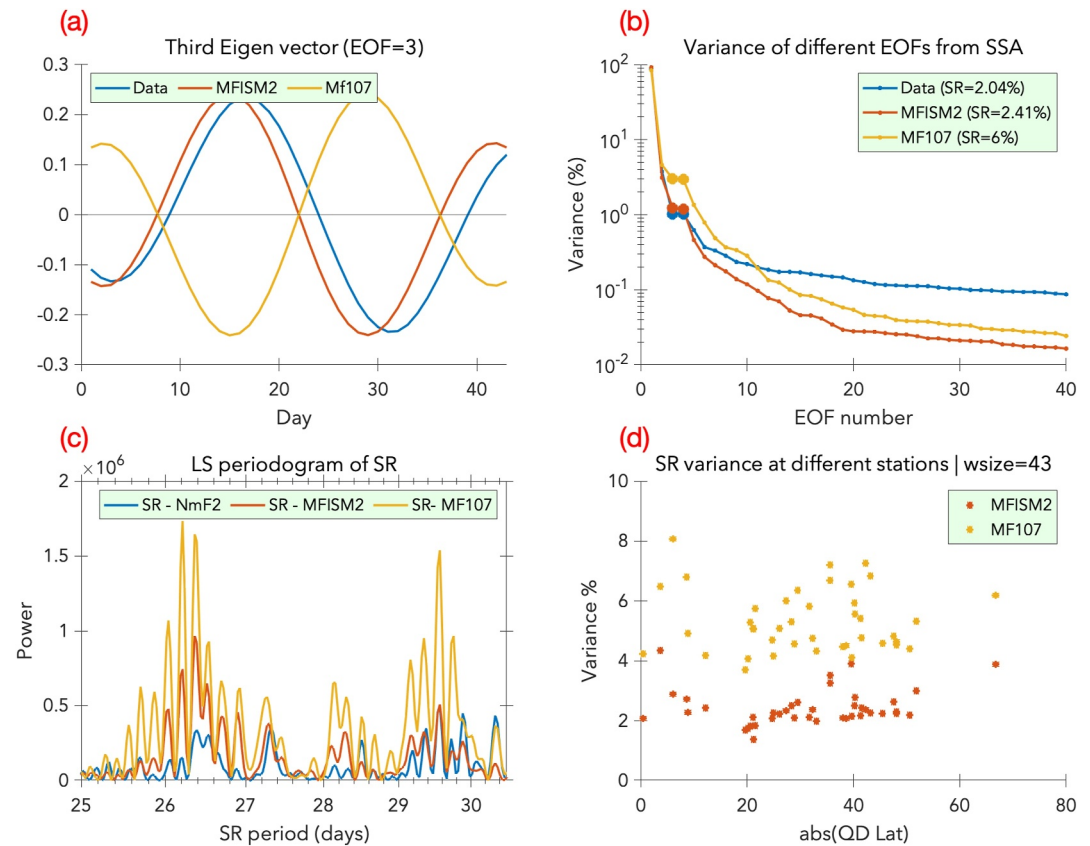 (a)
Third Eigen vector (EOF=3)
0.3
0.2
0.1
0
-0.1
-0.2
-0.3
Data MFISM2 Mf107
0 10 20 30 40
Day
(b)
Variance of different EOFs from SSA
10²
10¹
10⁰
10⁻¹
10⁻²
Variance (%)
Data (SR=2.04%)
MFISM2 (SR=2.41%)
MF107 (SR=6%)
0 10 20 30 40
EOF number
(c)
LS periodogram of SR
×10⁶
2
1.5
1
0.5
0
Power
SR - NmF2 SR - MFISM2 SR- MF107
25 26 27 28 29 30
SR period (days)
(d)
SR variance at different stations | wsize=43
10
8
6
4
2
0
Variance %
MFISM2
MF107
0 20 40 60 80
abs(QD Lat)